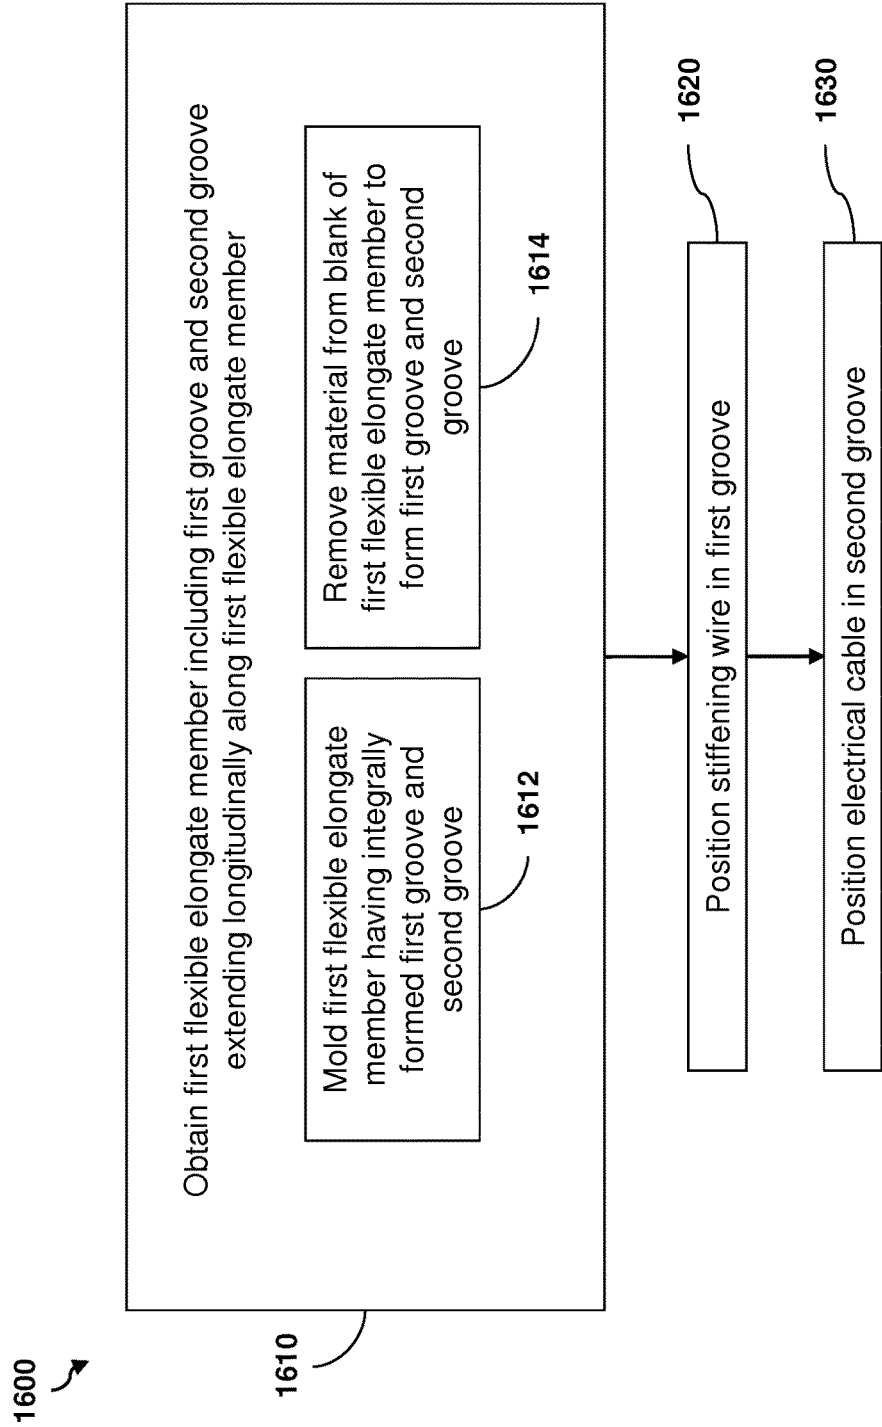 1600
1610
Obtain first flexible elongate member including first groove and second groove
extending longitudinally along first flexible elongate member
Mold first flexible elongate
member having integrally
formed first groove and
second groove
1612
Remove material from blank of
first flexible elongate member to
form first groove and second
groove
1614
Position stiffening wire in first groove
1620
Position electrical cable in second groove
1630